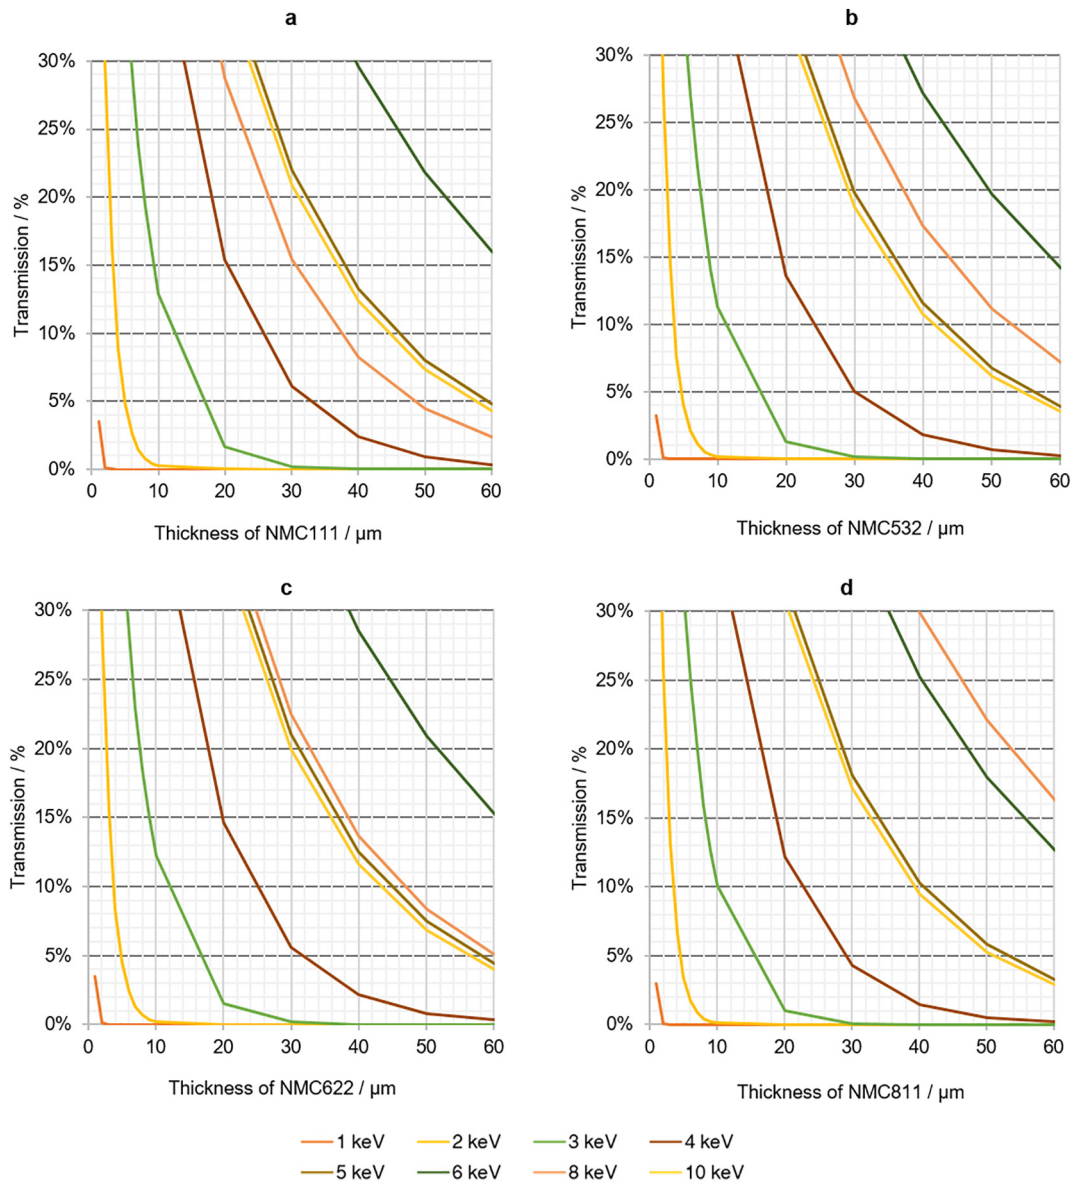 a
30%
25%
20%
15%
10%
5%
0%
Transmission / %
0 10 20 30 40 50 60
Thickness of NMC111 / µm
b
30%
25%
20%
15%
10%
5%
0%
Transmission / %
0 10 20 30 40 50 60
Thickness of NMC532 / µm
c
30%
25%
20%
15%
10%
5%
0%
Transmission / %
0 10 20 30 40 50 60
Thickness of NMC622 / µm
d
30%
25%
20%
15%
10%
5%
0%
Transmission / %
0 10 20 30 40 50 60
Thickness of NMC811 / µm
1 keV 2 keV 3 keV 4 keV
5 keV 6 keV 8 keV 10 keV